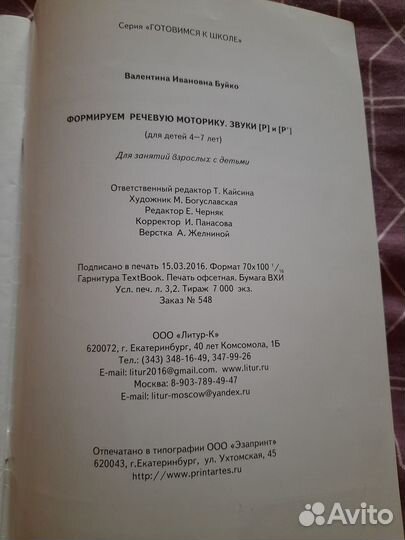 Серия «ГОТОВИМСЯ К ШКОЛЕ»
Валентина Ивановна Буйко
ФОРМИРУЕМ РЕЧЕВУЮ МОТОРИКУ. ЗВУКИ [Р] и [Р']
(для детей 4—7 лет)
Для занятий взрослых с детьми
Ответственный редактор Т. Кайсина
Художник М. Богуславская
Редактор Е. Черняк
Корректор И. Панасова
Верстка А. Желниной
Подписано в печать 15.03.2016. Формат 70х100 1/16
Гарнитура TextBook. Печать офсетная. Бумага ВХИ
Усл. печ. л. 3,2. Тираж 7 000 экз.
Заказ № 548
ООО «Литур-К»
620072, г. Екатеринбург, 40 лет Комсомола, 1Б
Тел.: (343) 348-16-49, 347-99-26
E-mail: litur2016@gmail.com, www.litur.ru
Москва: 8-903-789-49-47
E-mail: litur-moscow@yandex.ru
Отпечатано в типографии ООО «Эзапринт»
620043, г.Екатеринбург, ул. Ухтомская, 45
http://www.printartes.ru
Avito